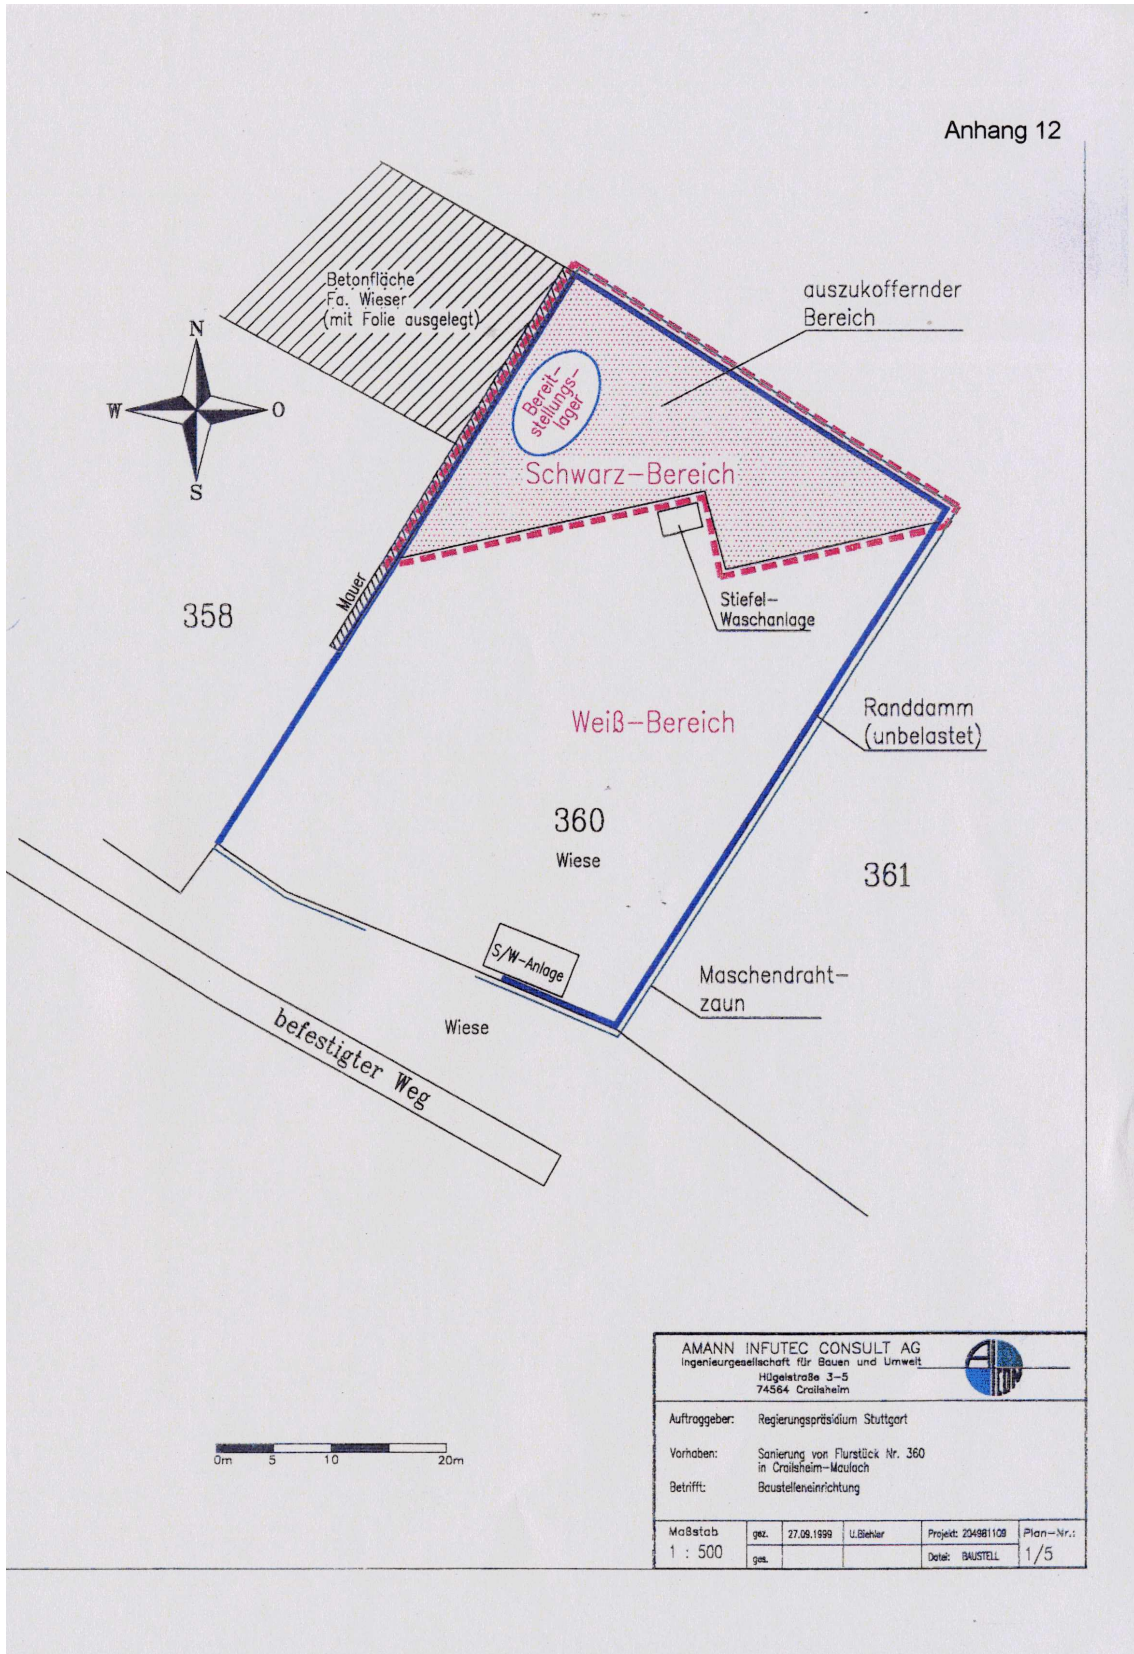 Anhang 12
Betonfläche
Fa. Wieser
(mit Folie ausgelegt)
auszukoffernder
Bereich
N
W
O
S
Bereit-
stellungs-
lager
Schwarz-Bereich
Mauer
358
Stiefel-
Waschanlage
Weiß-Bereich
Randdamm
(unbelastet)
360
Wiese
361
S/W-Anlage
Maschendraht-
zaun
Wiese
befestigter Weg
AMANN INFUTEC CONSULT AG
Ingenieurgesellschaft für Bauen und Umwelt
Hügelstraße 3-5
74564 Crailsheim
Auftraggeber: Regierungspräsidium Stuttgart
Vorhaben: Sanierung von Flurstück Nr. 360
in Crailsheim-Maulach
Betrifft: Baustelleneinrichtung
0m 5 10 20m
Maßstab
1 : 500
gez. 27.09.1999 U.Biehler
Projekt: 204981109
Plan-Nr.:
1/5
ges.
Datei: BAUSTELL